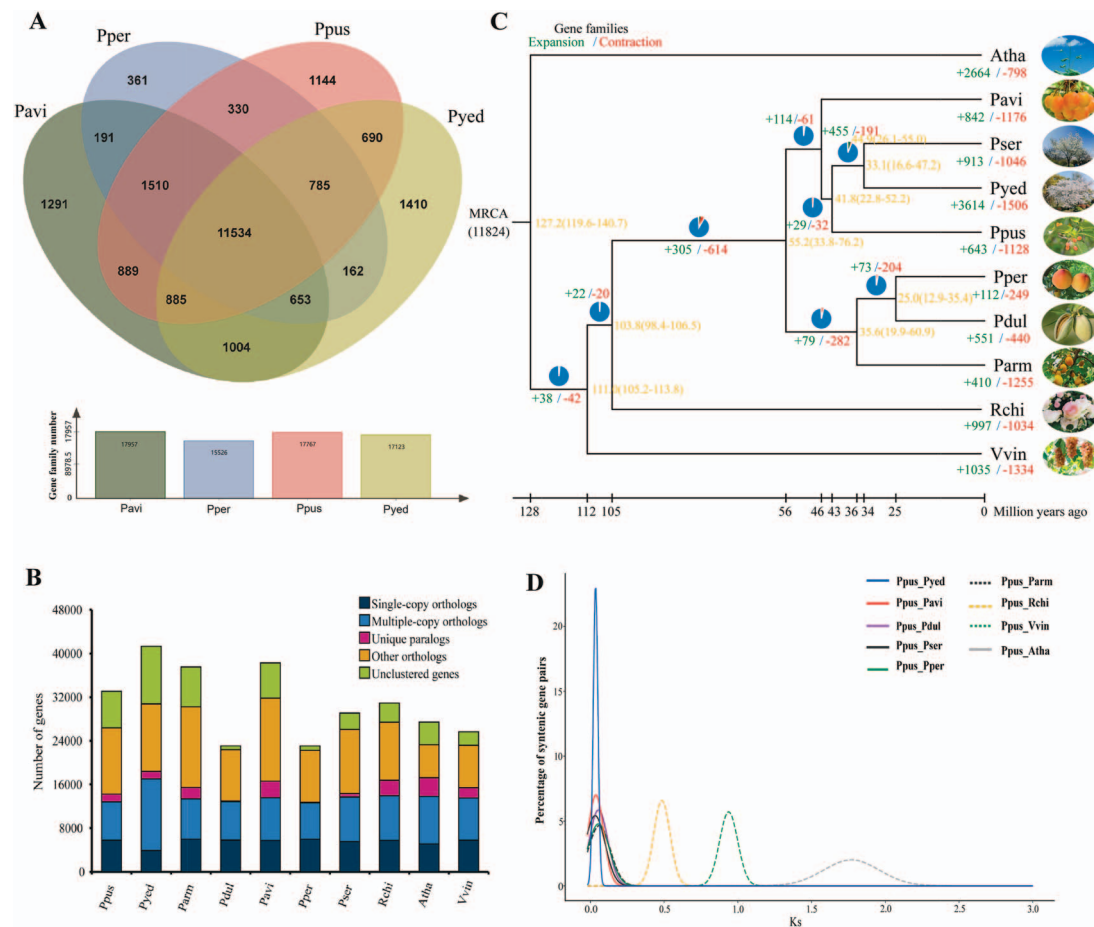 A
Pper
Ppus
Pavi
Pyed
361
1144
191
330
690
1291
1510
785
1410
11534
889
162
885
653
1004
Gene family number
17957
8978.5
0
17957
15526
17767
17123
Pavi
Pper
Ppus
Pyed
B
Number of genes
48000
40000
32000
24000
16000
8000
0
Single-copy orthologs
Multiple-copy orthologs
Unique paralogs
Other orthologs
Unclustered genes
Ppus
Pyed
Parm
Pdul
Pavi
Pper
Pser
Rchi
Atha
Vvin
C
Gene families
Expansion / Contraction
MRCA
(11824)
Atha
+2664 / -798
Pavi
+842 / -1176
Pser
+913 / -1046
Pyed
+3614 / -1506
Ppus
+643 / -1128
Pper
+112/-249
Pdul
+551 / -440
Parm
+410 / -1255
Rchi
+997 / -1034
Vvin
+1035 / -1334
+114/-61
+455/-191
33.1(16.6-47.2)
41.8(22.8-52.2)
+29/-32
55.2(33.8-76.2)
127.2(119.6-140.7)
+305 / -614
+73/-204
25.0(12.9-35.4)
35.6(19.9-60.9)
+79 / -282
+22/-20
103.8(98.4-106.5)
+38 / -42
128
112
105
56
46
43
36
34
25
0
Million years ago
D
Percentage of syntenic gene pairs
20
15
10
5
0
0.0
0.5
1.0
1.5
2.0
2.5
3.0
Ks
Ppus_Pyed
Ppus_Pavi
Ppus_Pdul
Ppus_Pser
Ppus_Pper
Ppus_Parm
Ppus_Rchi
Ppus_Vvin
Ppus_Atha